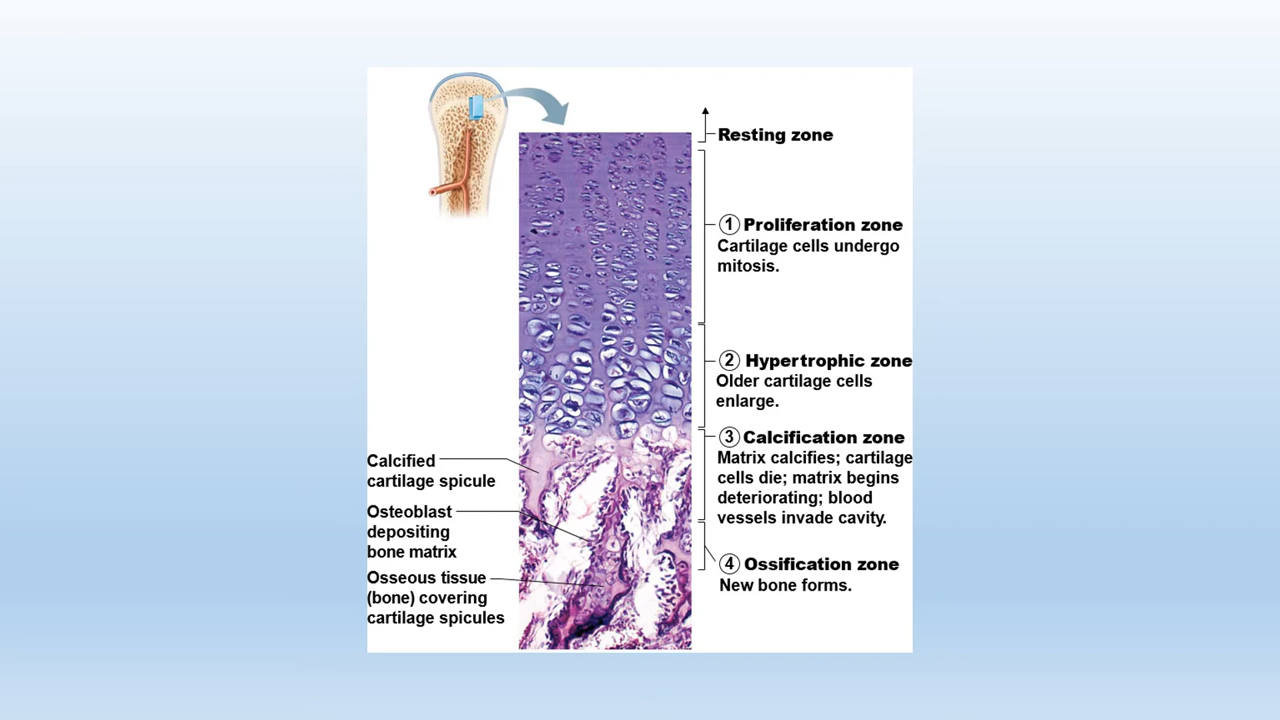 Resting zone
① Proliferation zone
Cartilage cells undergo
mitosis.
② Hypertrophic zone
Older cartilage cells
enlarge.
③ Calcification zone
Matrix calcifies; cartilage
cells die; matrix begins
deteriorating; blood
vessels invade cavity.
④ Ossification zone
New bone forms.
Calcified
cartilage spicule
Osteoblast
depositing
bone matrix
Osseous tissue
(bone) covering
cartilage spicules